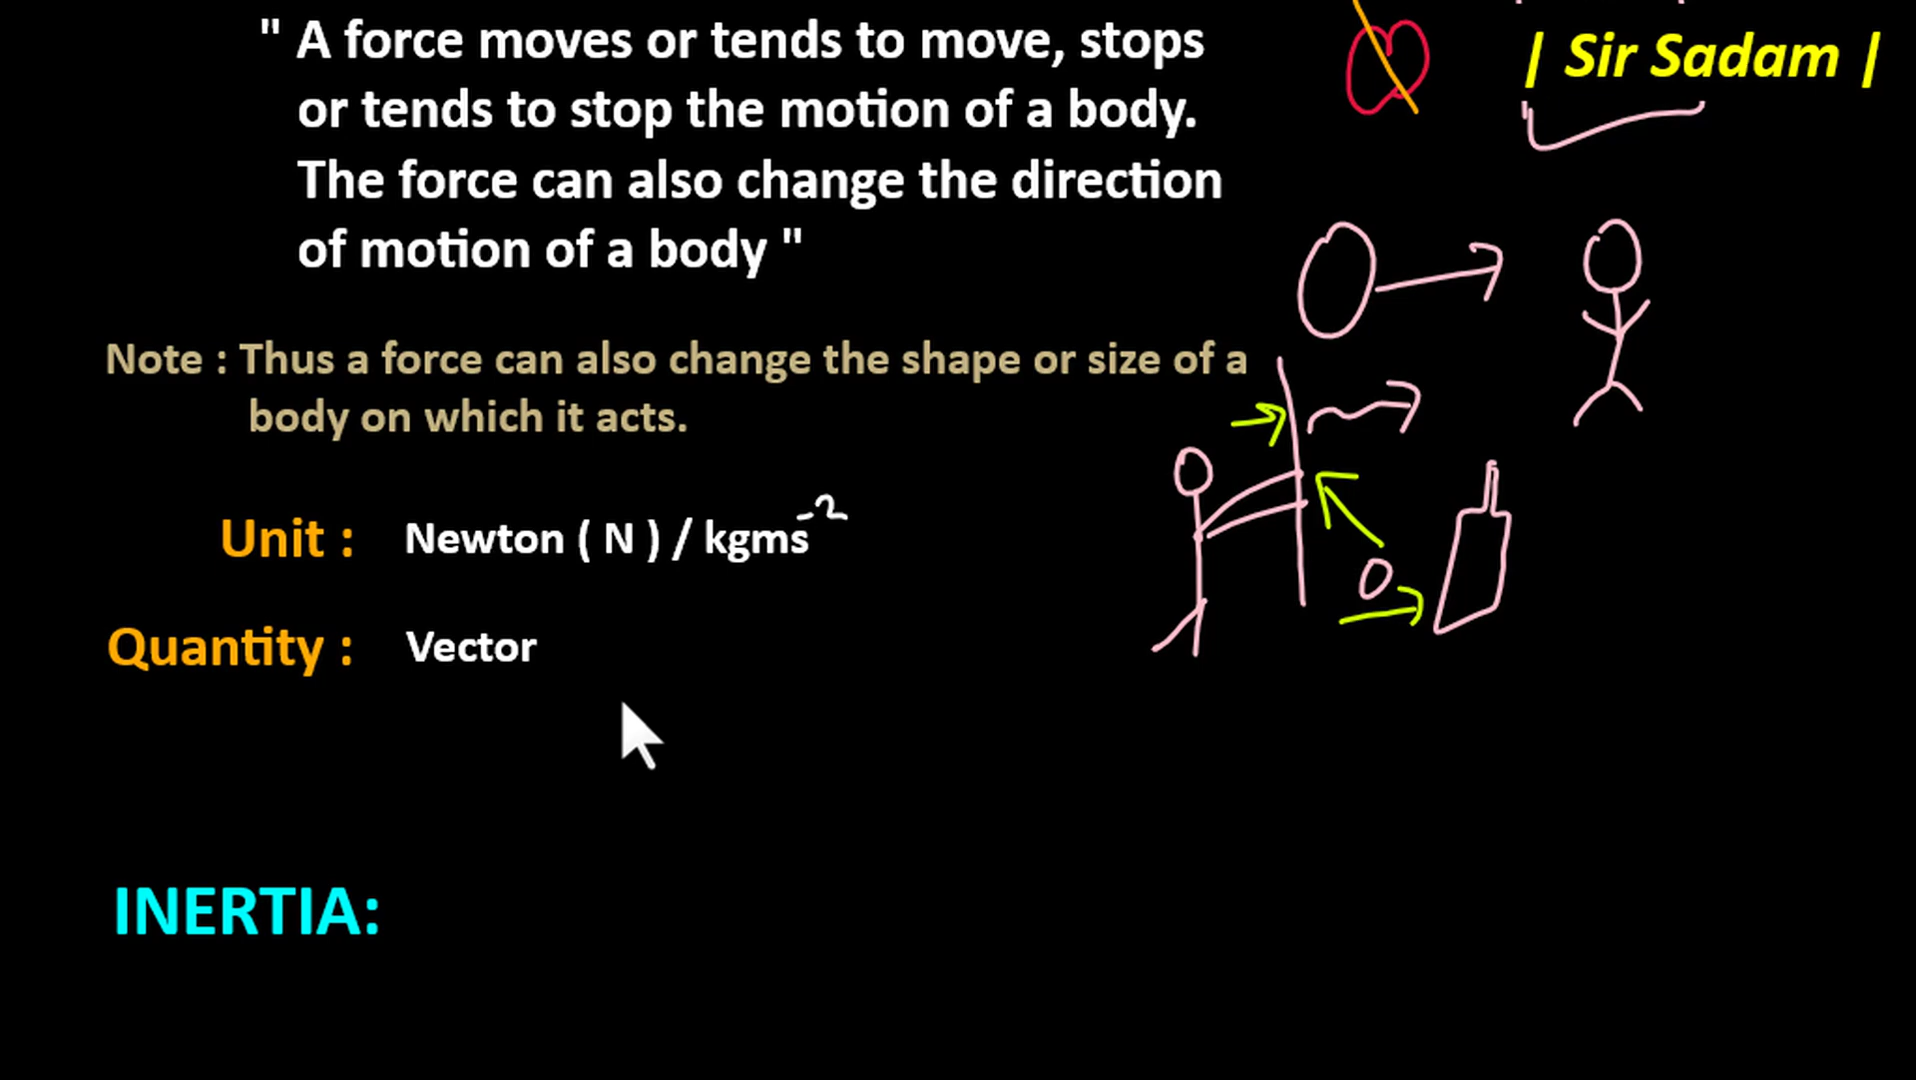 " A force moves or tends to move, stops
or tends to stop the motion of a body.
The force can also change the direction
of motion of a body "
| Sir Sadam |
Note : Thus a force can also change the shape or size of a
body on which it acts.
Unit : Newton ( N ) / kgms⁻²
Quantity : Vector
INERTIA: